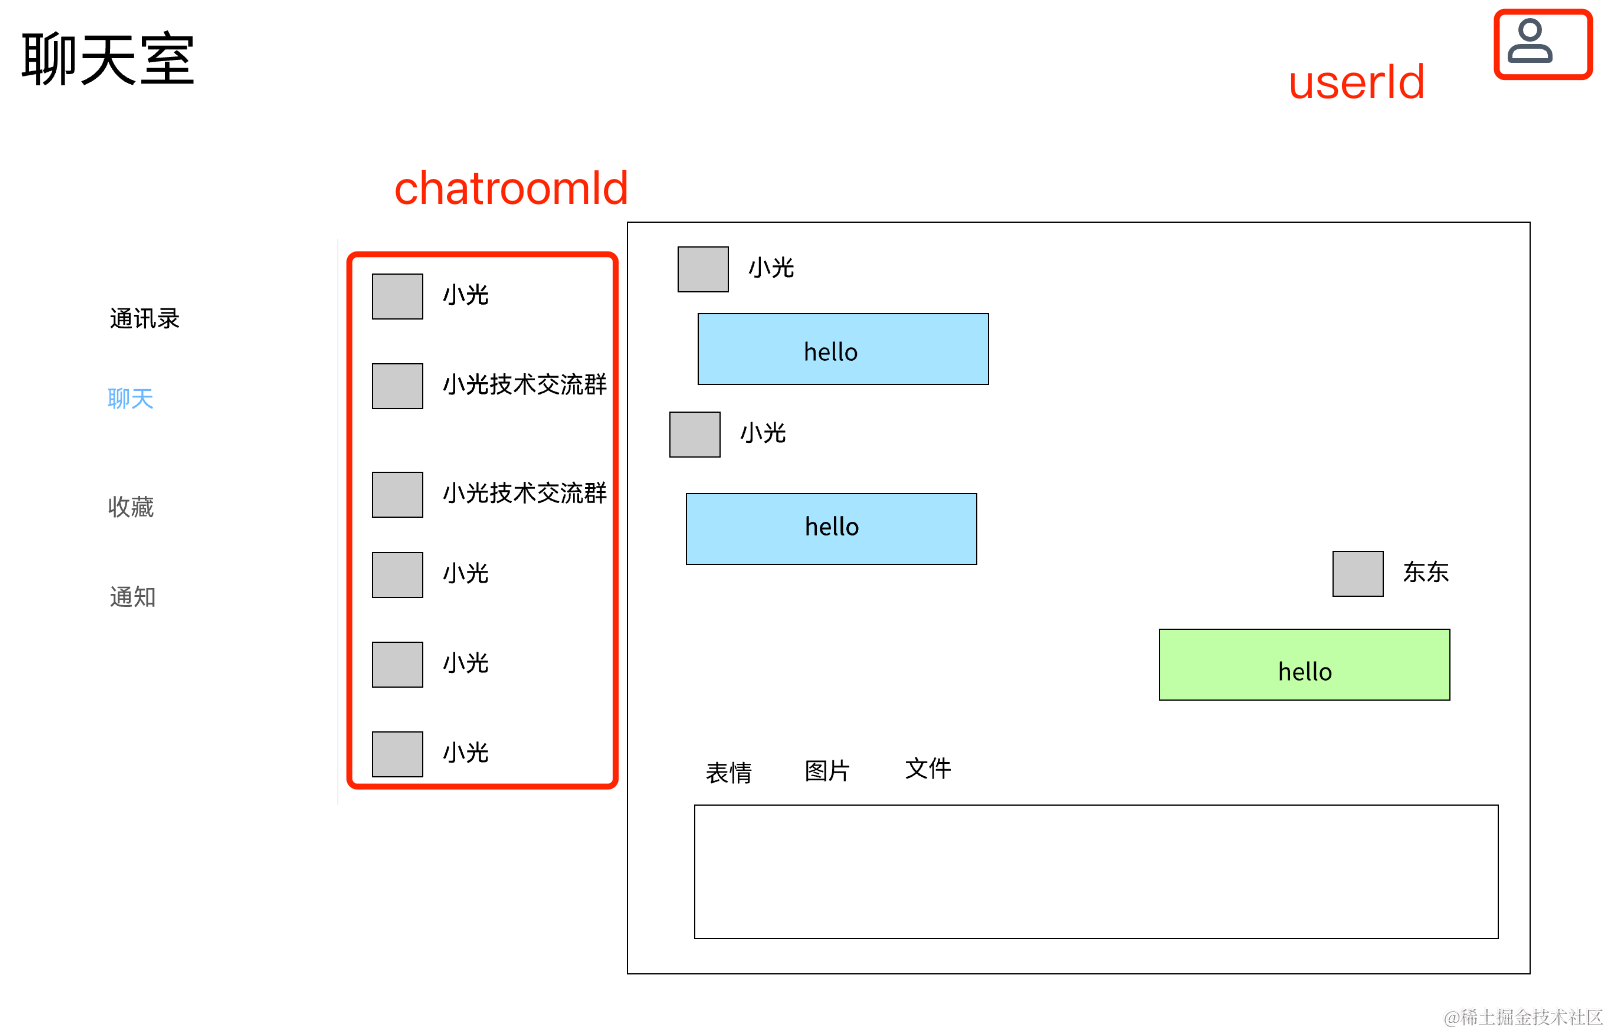 聊天室
userId
chatroomId
通讯录
聊天
收藏
通知
小光
小光技术交流群
小光技术交流群
小光
小光
小光
小光
hello
小光
hello
东东
hello
表情 图片 文件
@稀土掘金技术社区